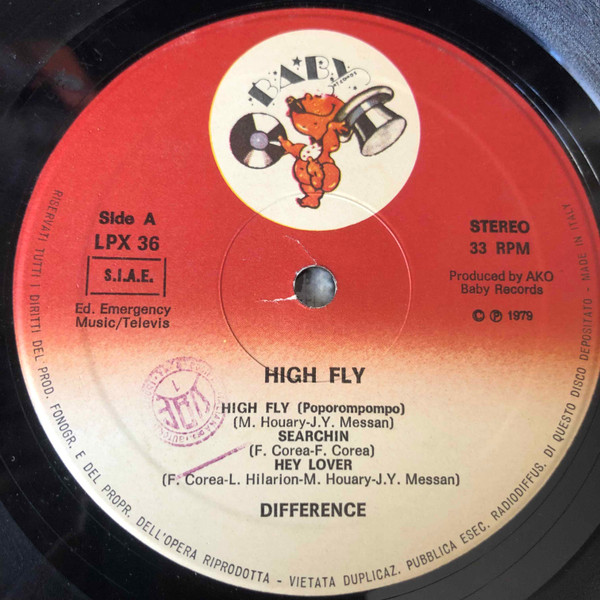 BABY
RECORDS
Side A
LPX 36
S.I.A.E.
Ed. Emergency
Music/Televis
STEREO
33 RPM
Produced by AKO
Baby Records
© ℗ 1979
HIGH FLY
HIGH FLY (Poporompompo)
(M. Houary-J.Y. Messan)
SEARCHIN
(F. Corea-F. Corea)
HEY LOVER
(F. Corea-L. Hilarion-M. Houary-J.Y. Messan)
DIFFERENCE
RISERVATI TUTTI I DIRITTI DEL PROD. FONOGR. E DEL PROPR. DELL'OPERA RIPRODOTTA - VIETATA DUPLICAZ. PUBBLICA ESEC. RADIODIFFUS. DI QUESTO DISCO DEPOSITATO - MADE IN ITALY